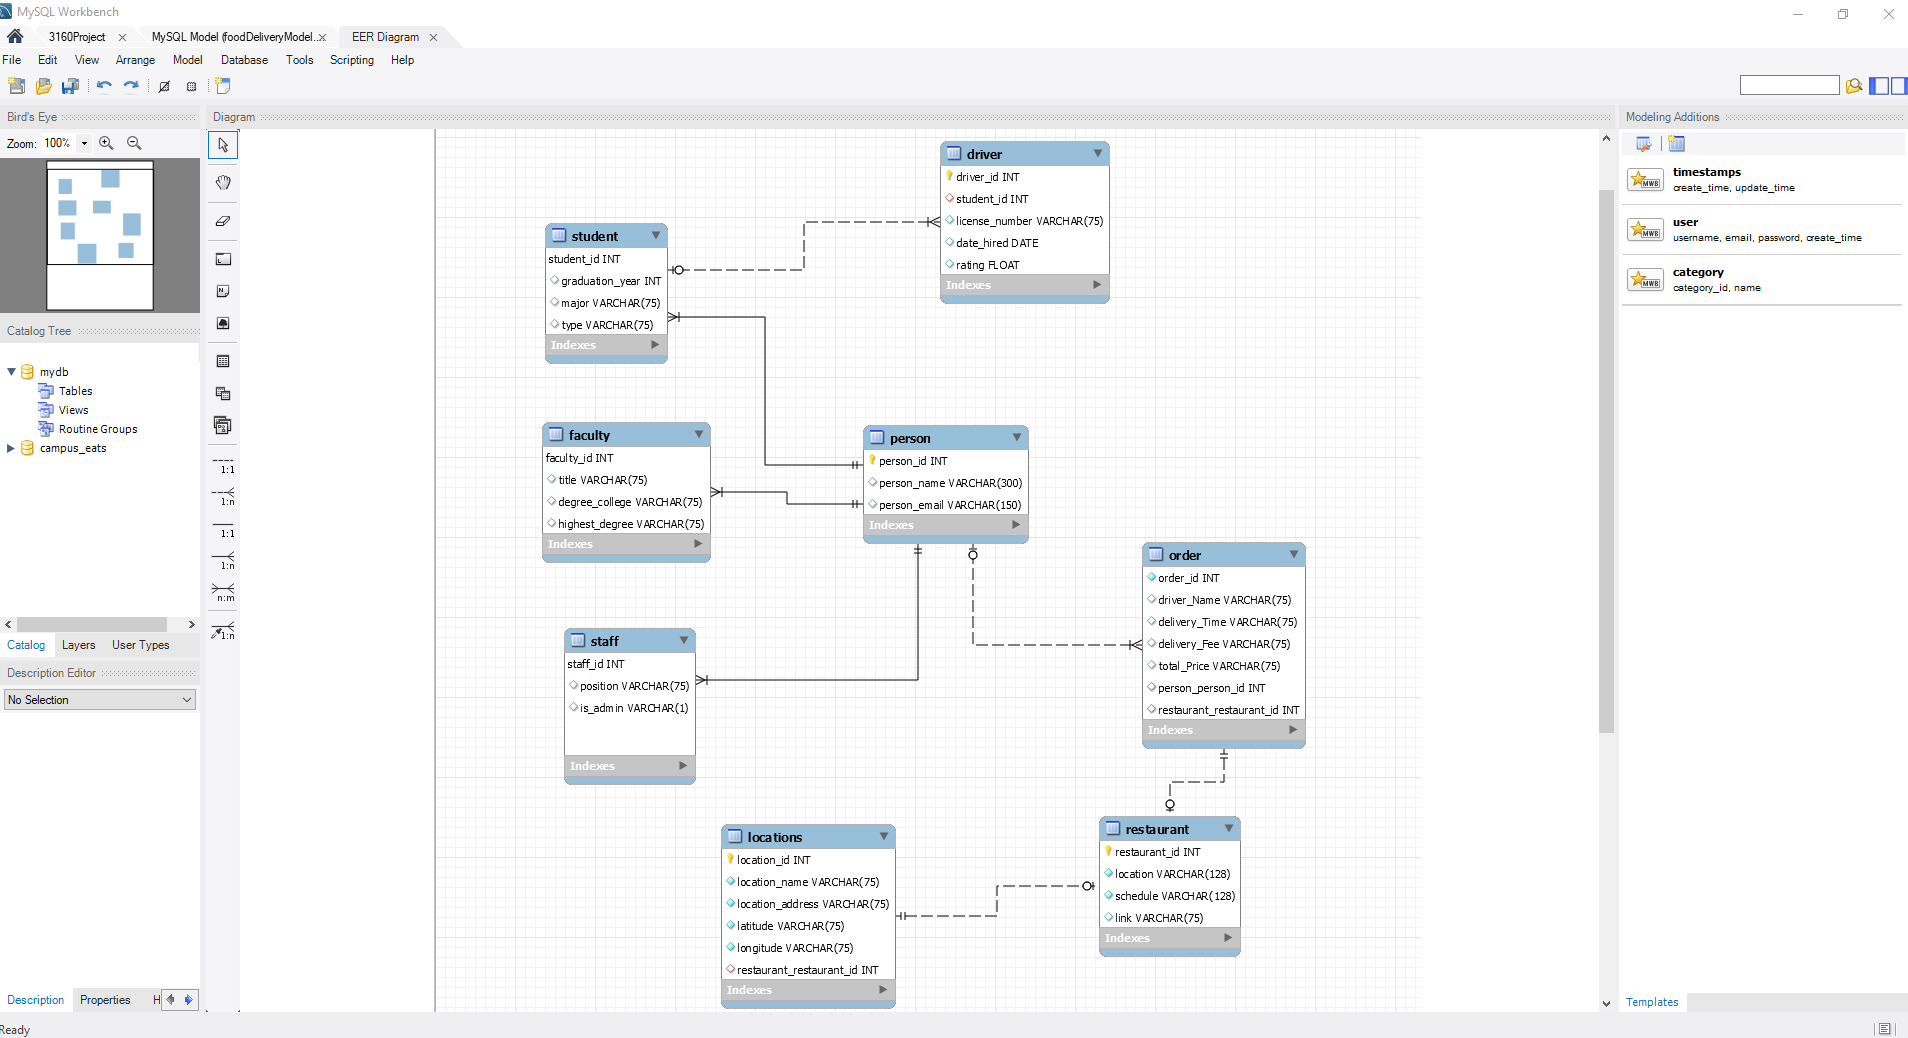 MySQL Workbench
3160Project
MySQL Model (foodDeliveryModel...
EER Diagram
File Edit View Arrange Model Database Tools Scripting Help
Bird's Eye
Diagram
Modeling Additions
Zoom: 100%
timestamps
create_time, update_time
user
username, email, password, create_time
category
category_id, name
Catalog Tree
mydb
Tables
Views
Routine Groups
campus_eats
Catalog Layers User Types
Description Editor
No Selection
Description Properties H
Ready
1:1
1:n
1:1
1:n
n:m
1:n
driver
driver_id INT
student_id INT
license_number VARCHAR(75)
date_hired DATE
rating FLOAT
Indexes
student
student_id INT
graduation_year INT
major VARCHAR(75)
type VARCHAR(75)
Indexes
faculty
faculty_id INT
title VARCHAR(75)
degree_college VARCHAR(75)
highest_degree VARCHAR(75)
Indexes
person
person_id INT
person_name VARCHAR(300)
person_email VARCHAR(150)
Indexes
order
order_id INT
driver_Name VARCHAR(75)
delivery_Time VARCHAR(75)
delivery_Fee VARCHAR(75)
total_Price VARCHAR(75)
person_person_id INT
restaurant_restaurant_id INT
Indexes
staff
staff_id INT
position VARCHAR(75)
is_admin VARCHAR(1)
Indexes
locations
location_id INT
location_name VARCHAR(75)
location_address VARCHAR(75)
latitude VARCHAR(75)
longitude VARCHAR(75)
restaurant_restaurant_id INT
Indexes
restaurant
restaurant_id INT
location VARCHAR(128)
schedule VARCHAR(128)
link VARCHAR(75)
Indexes
MWB
MWB
MWB
Templates